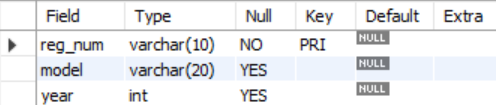 Field Type Null Key Default Extra
reg_num varchar(10) NO PRI NULL
model varchar(20) YES NULL
year int YES NULL